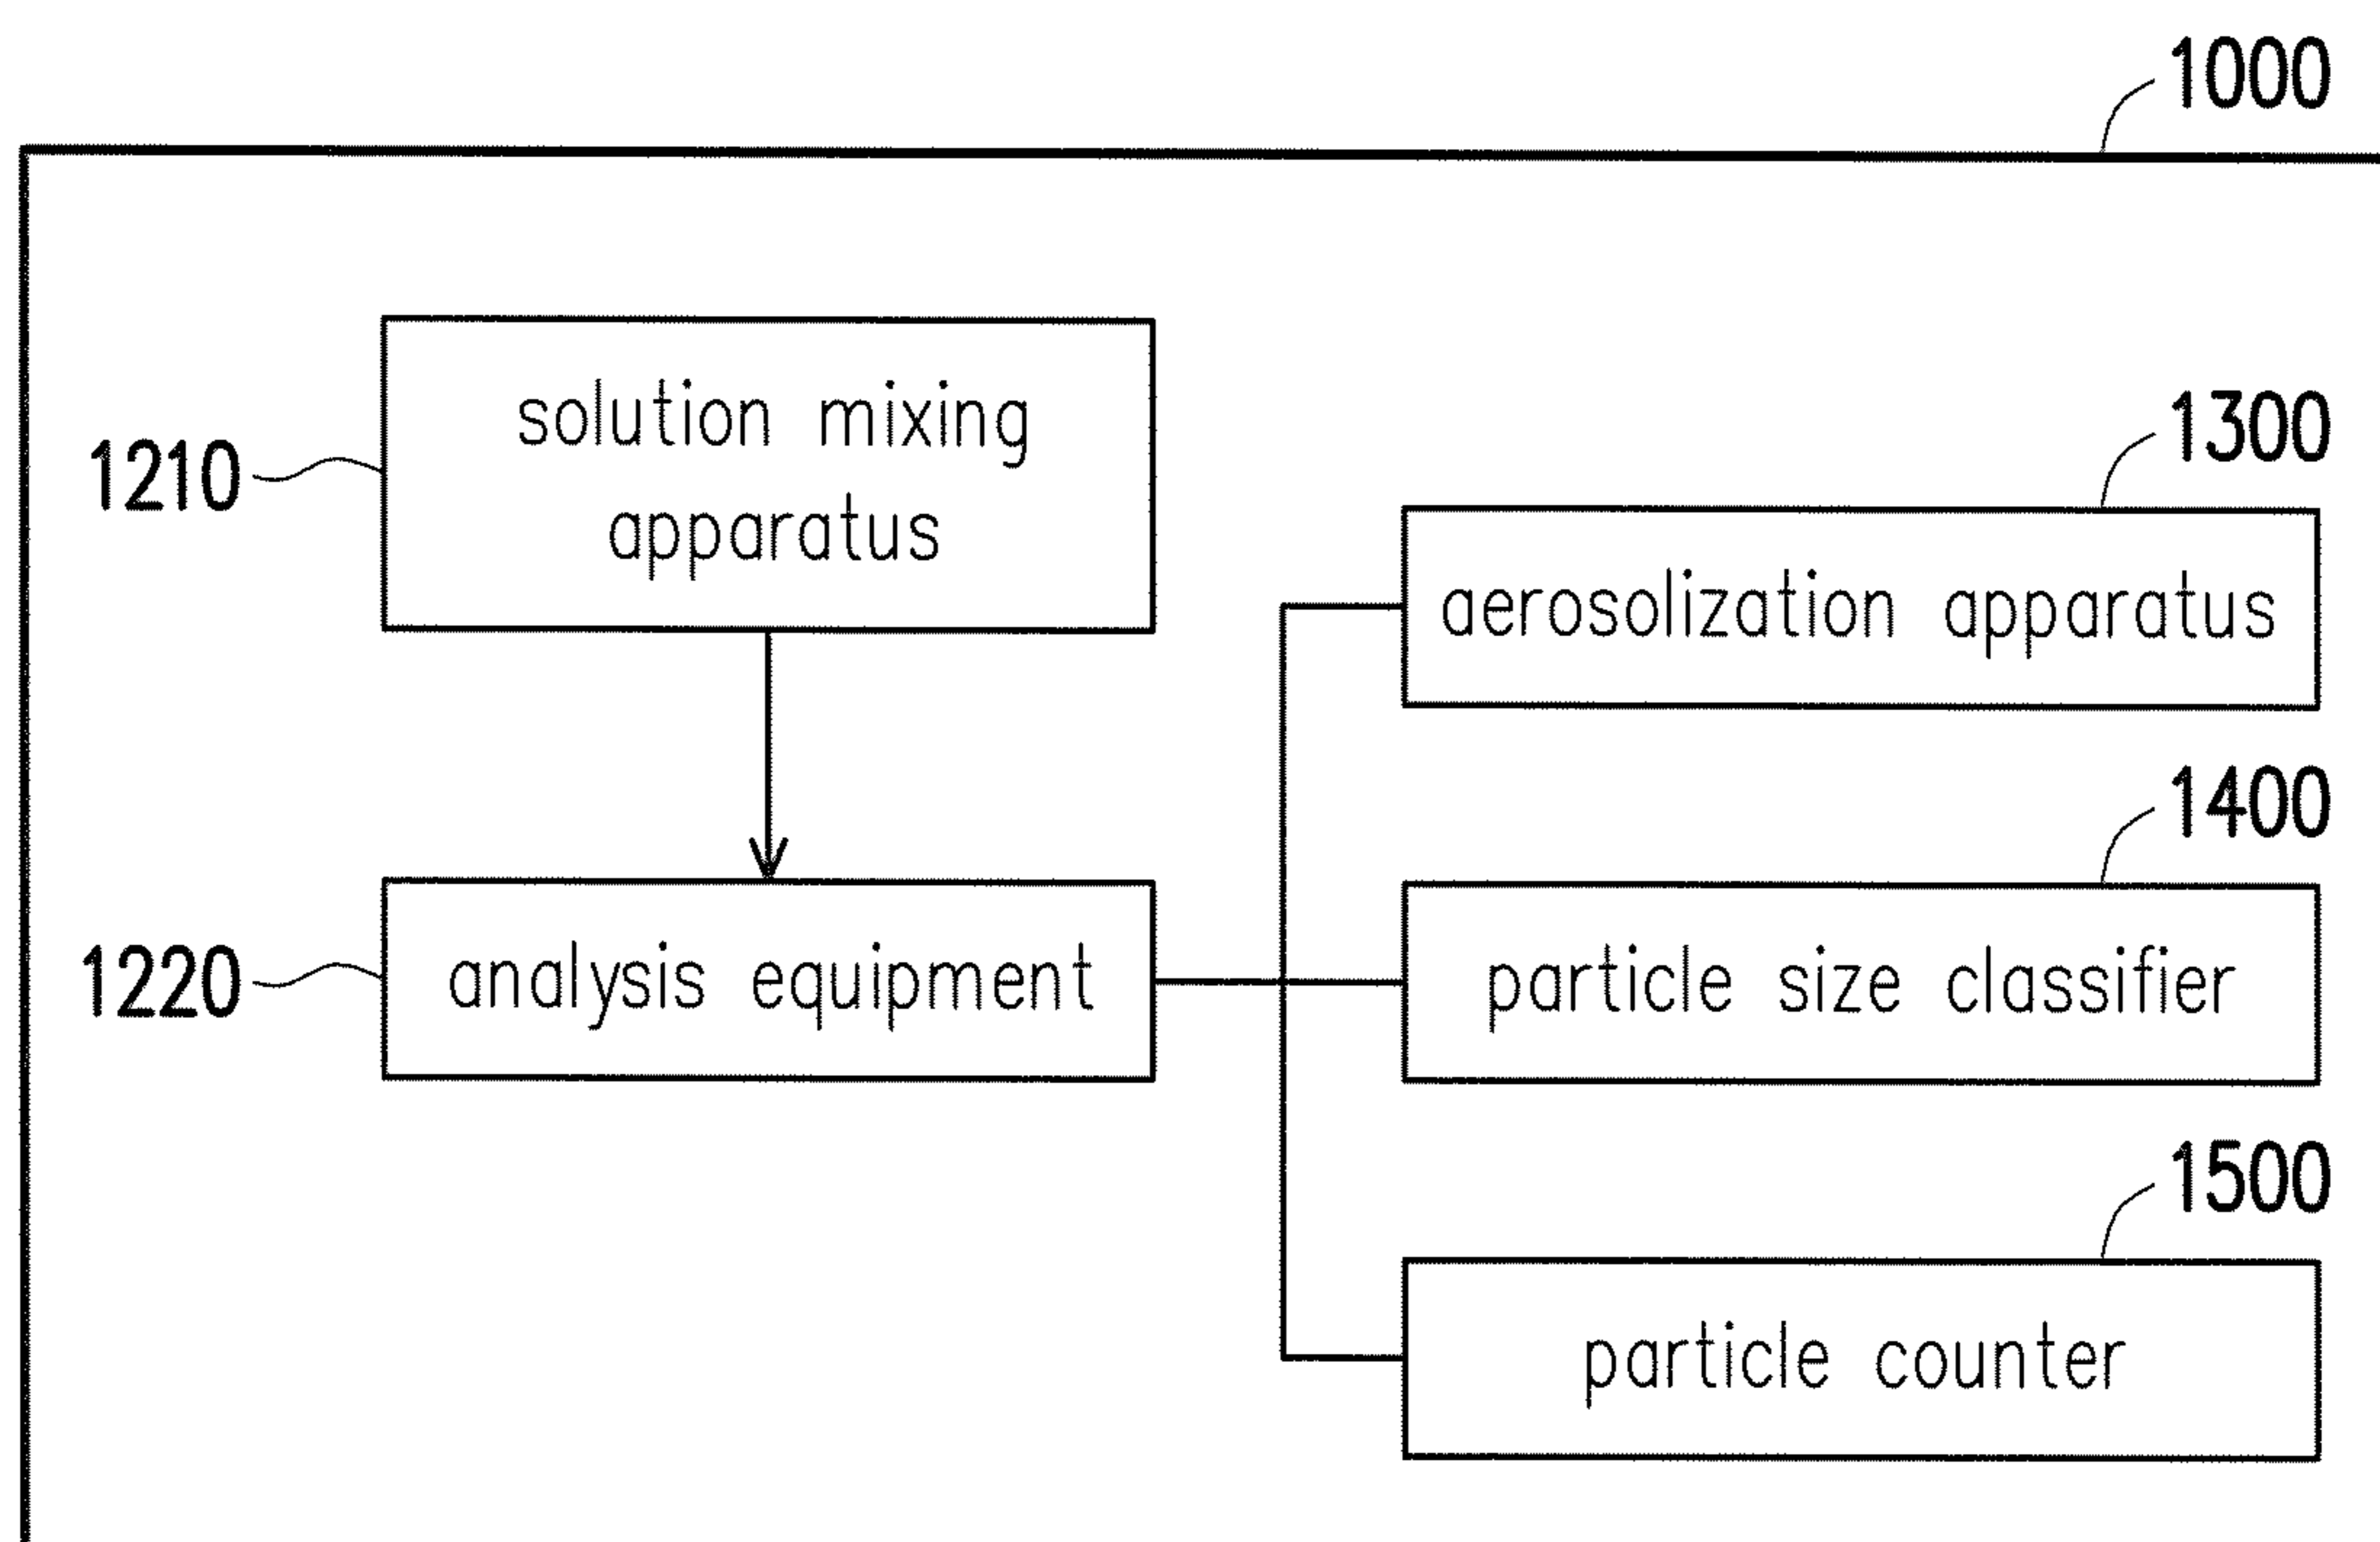 1000
solution mixing
apparatus
1210
1300
aerosolization apparatus
1400
analysis equipment
1220
particle size classifier
1500
particle counter